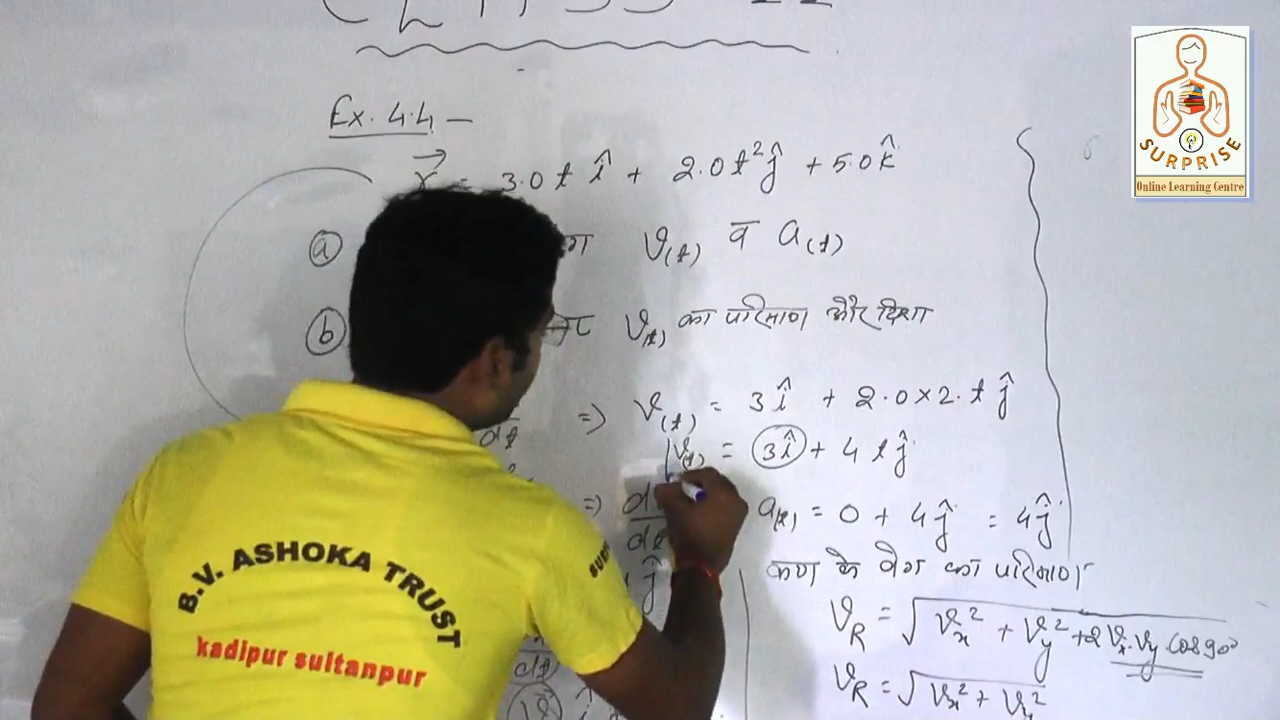 Ex. 4.4 —
r⃗ = 3.0 t î + 2.0 t² ĵ + 5.0 k̂
(a) v(t) व a(t)
(b) v(t) का परिमाण और दिशा
dt => v(t) = 3 î + 2.0×2. t ĵ
v(t) = 3î + 4 t ĵ
=> a(t) = 0 + 4 ĵ = 4 ĵ
कण के वेग का परिमाण
v_R = √v_x² + v_y² + 2 v_x. v_y. cos 90°
v_R = √v_x² + v_y²
B.V. ASHOKA TRUST
kadipur sultanpur
SURPRISE
Online Learning Centre